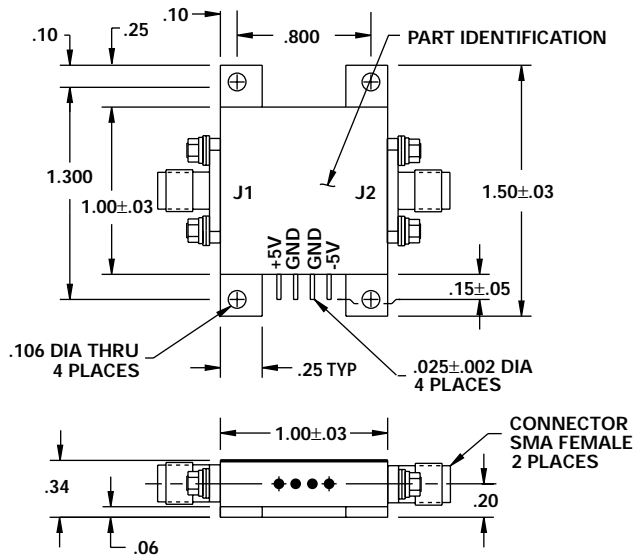 .10
.10
.25
.800
PART IDENTIFICATION
1.300
1.00±.03
J1
J2
1.50±.03
+5V
GND
GND
-5V
.15±.05
.106 DIA THRU
4 PLACES
.25 TYP
.025±.002 DIA
4 PLACES
1.00±.03
CONNECTOR
SMA FEMALE
2 PLACES
.34
.20
.06